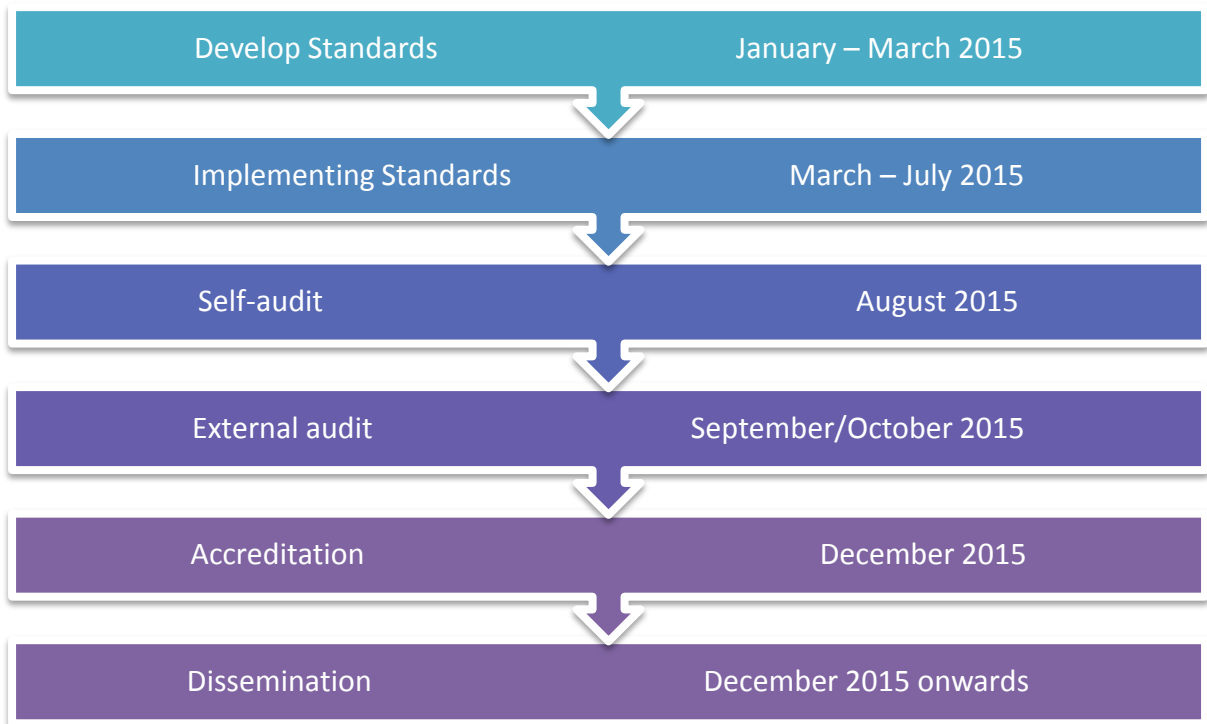 Develop Standards January – March 2015
Implementing Standards March – July 2015
Self-audit August 2015
External audit September/October 2015
Accreditation December 2015
Dissemination December 2015 onwards